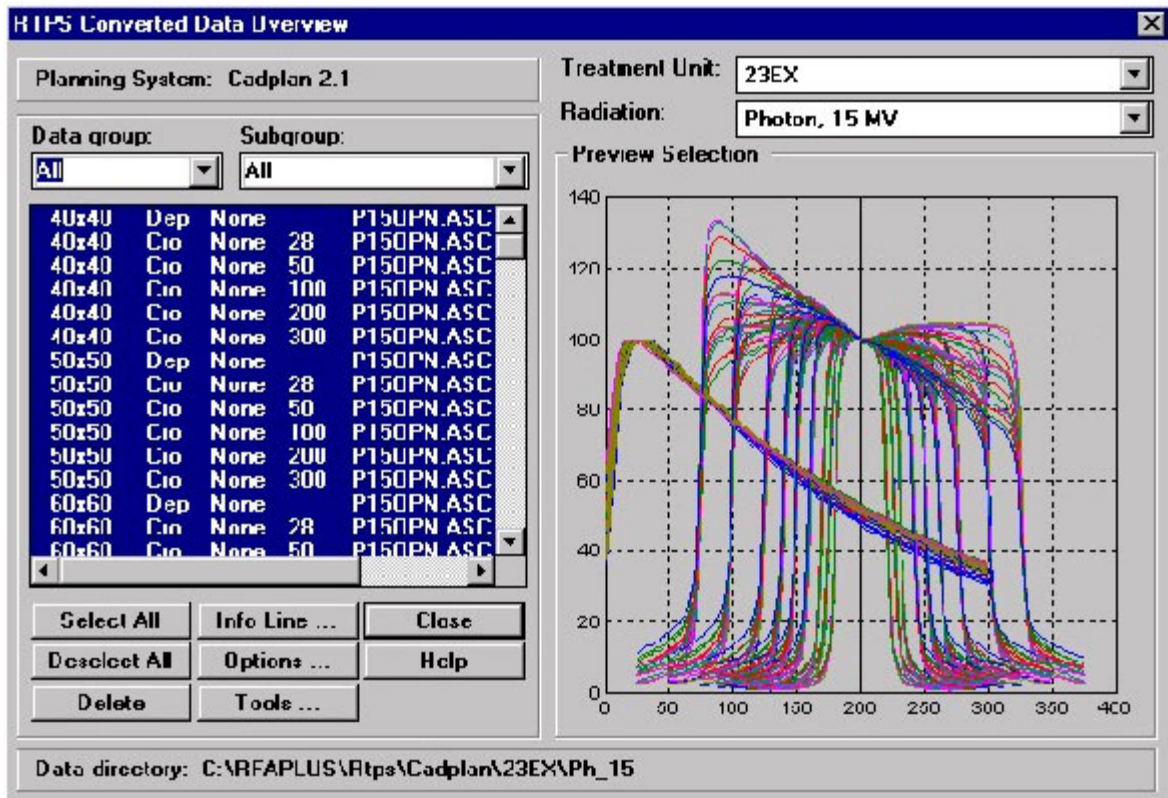 RTPS Converted Data Overview
Planning System: Cadplan 2.1
Treatment Unit: 23EX
Radiation: Photon, 15 MV
Data group: Subgroup:
All All
40x40 Dep None P15OPN.ASC
40x40 Cro None 28 P15OPN.ASC
40x40 Cro None 50 P15OPN.ASC
40x40 Cro None 100 P15OPN.ASC
40x40 Cro None 200 P15OPN.ASC
40x40 Cro None 300 P15OPN.ASC
50x50 Dep None P15OPN.ASC
50x50 Cro None 28 P15OPN.ASC
50x50 Cro None 50 P15OPN.ASC
50x50 Cro None 100 P15OPN.ASC
50x50 Cro None 200 P15OPN.ASC
50x50 Cro None 300 P15OPN.ASC
60x60 Dep None P15OPN.ASC
60x60 Cro None 28 P15OPN.ASC
60x60 Cro None 50 P15OPN.ASC
Select All Info Line ... Close
Deselect All Options ... Help
Delete Tools ...
Preview Selection
140
120
100
80
60
40
20
0
0 50 100 150 200 250 300 350 400
Data directory: C:\RFAPLUS\Rtps\Cadplan\23EX\Ph_15